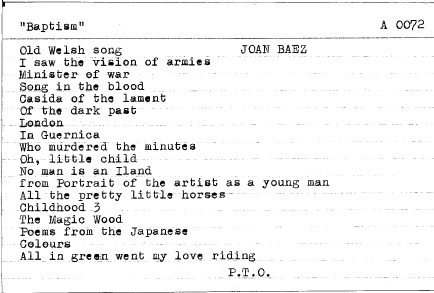 "Baptism" A 0072
Old Welsh song JOAN BAEZ
I saw the vision of armies
Minister of war
Song in the blood
Casida of the lament
Of the dark past
London
In Guernica
Who murdered the minutes
Oh, little child
No man is an Iland
from Portrait of the artist as a young man
All the pretty little horses
Childhood 3
The Magic Wood
Poems from the Japanese
Colours
All in green went my love riding
P.T.O.